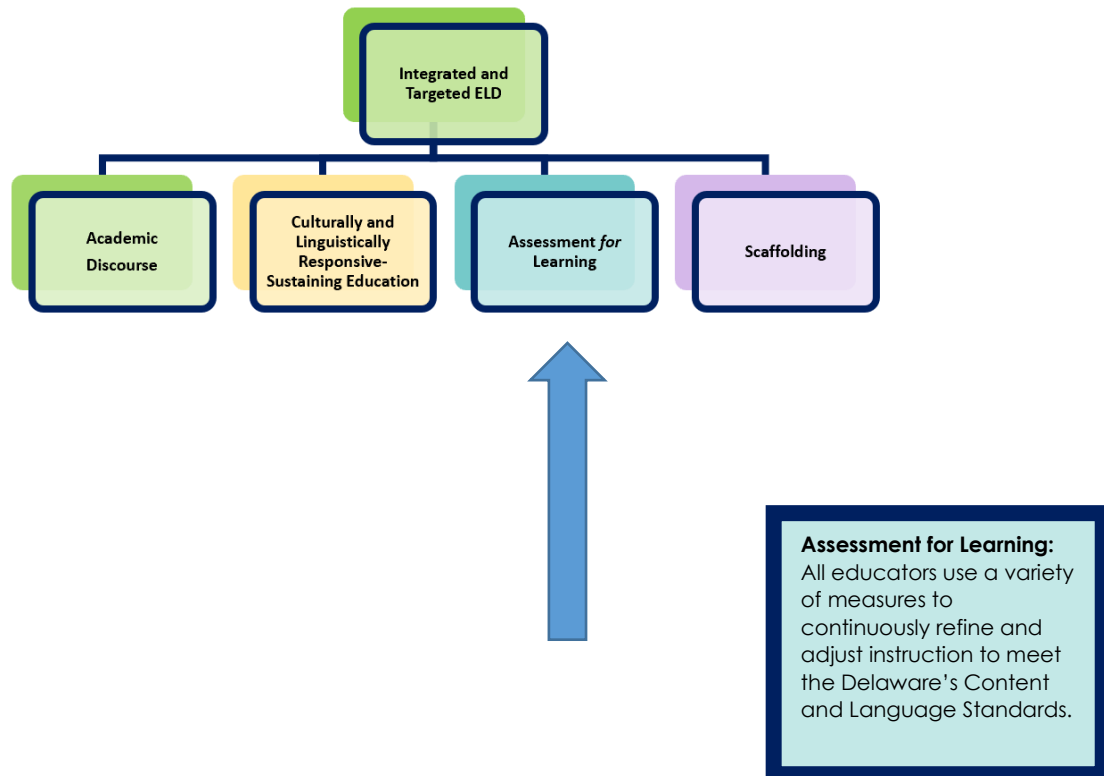 Integrated and
Targeted ELD
Academic
Discourse
Culturally and
Linguistically
Responsive-
Sustaining Education
Assessment for
Learning
Scaffolding
Assessment for Learning:
All educators use a variety
of measures to
continuously refine and
adjust instruction to meet
the Delaware’s Content
and Language Standards.